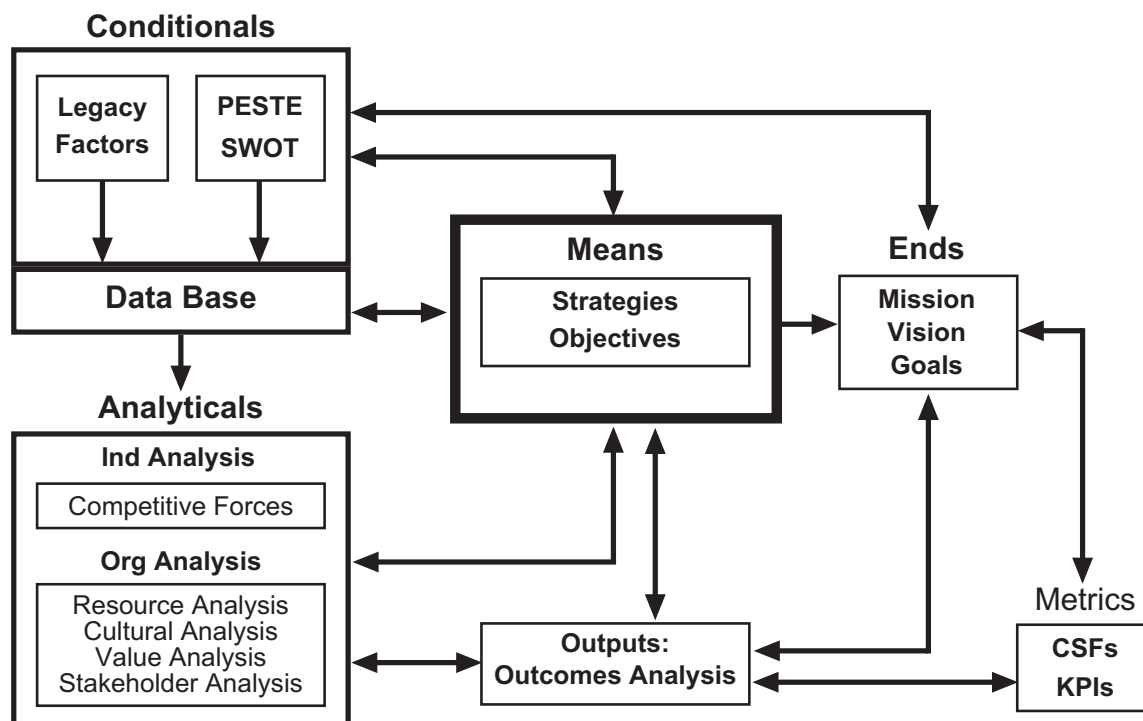 Conditionals
Legacy
Factors
PESTE
SWOT
Data Base
Means
Strategies
Objectives
Ends
Mission
Vision
Goals
Analyticals
Ind Analysis
Competitive Forces
Org Analysis
Resource Analysis
Cultural Analysis
Value Analysis
Stakeholder Analysis
Outputs:
Outcomes Analysis
Metrics
CSFs
KPIs